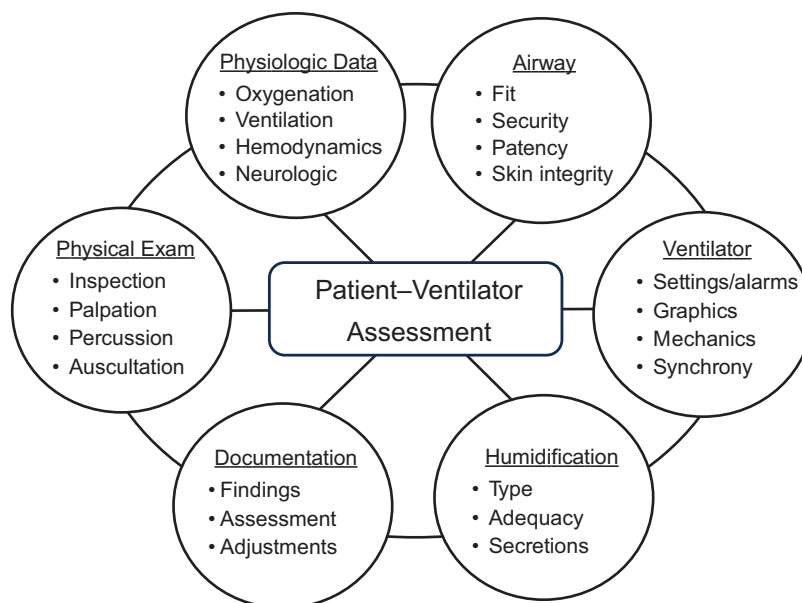 Physiologic Data
• Oxygenation
• Ventilation
• Hemodynamics
• Neurologic
Airway
• Fit
• Security
• Patency
• Skin integrity
Physical Exam
• Inspection
• Palpation
• Percussion
• Auscultation
Patient–Ventilator
Assessment
Ventilator
• Settings/alarms
• Graphics
• Mechanics
• Synchrony
Documentation
• Findings
• Assessment
• Adjustments
Humidification
• Type
• Adequacy
• Secretions